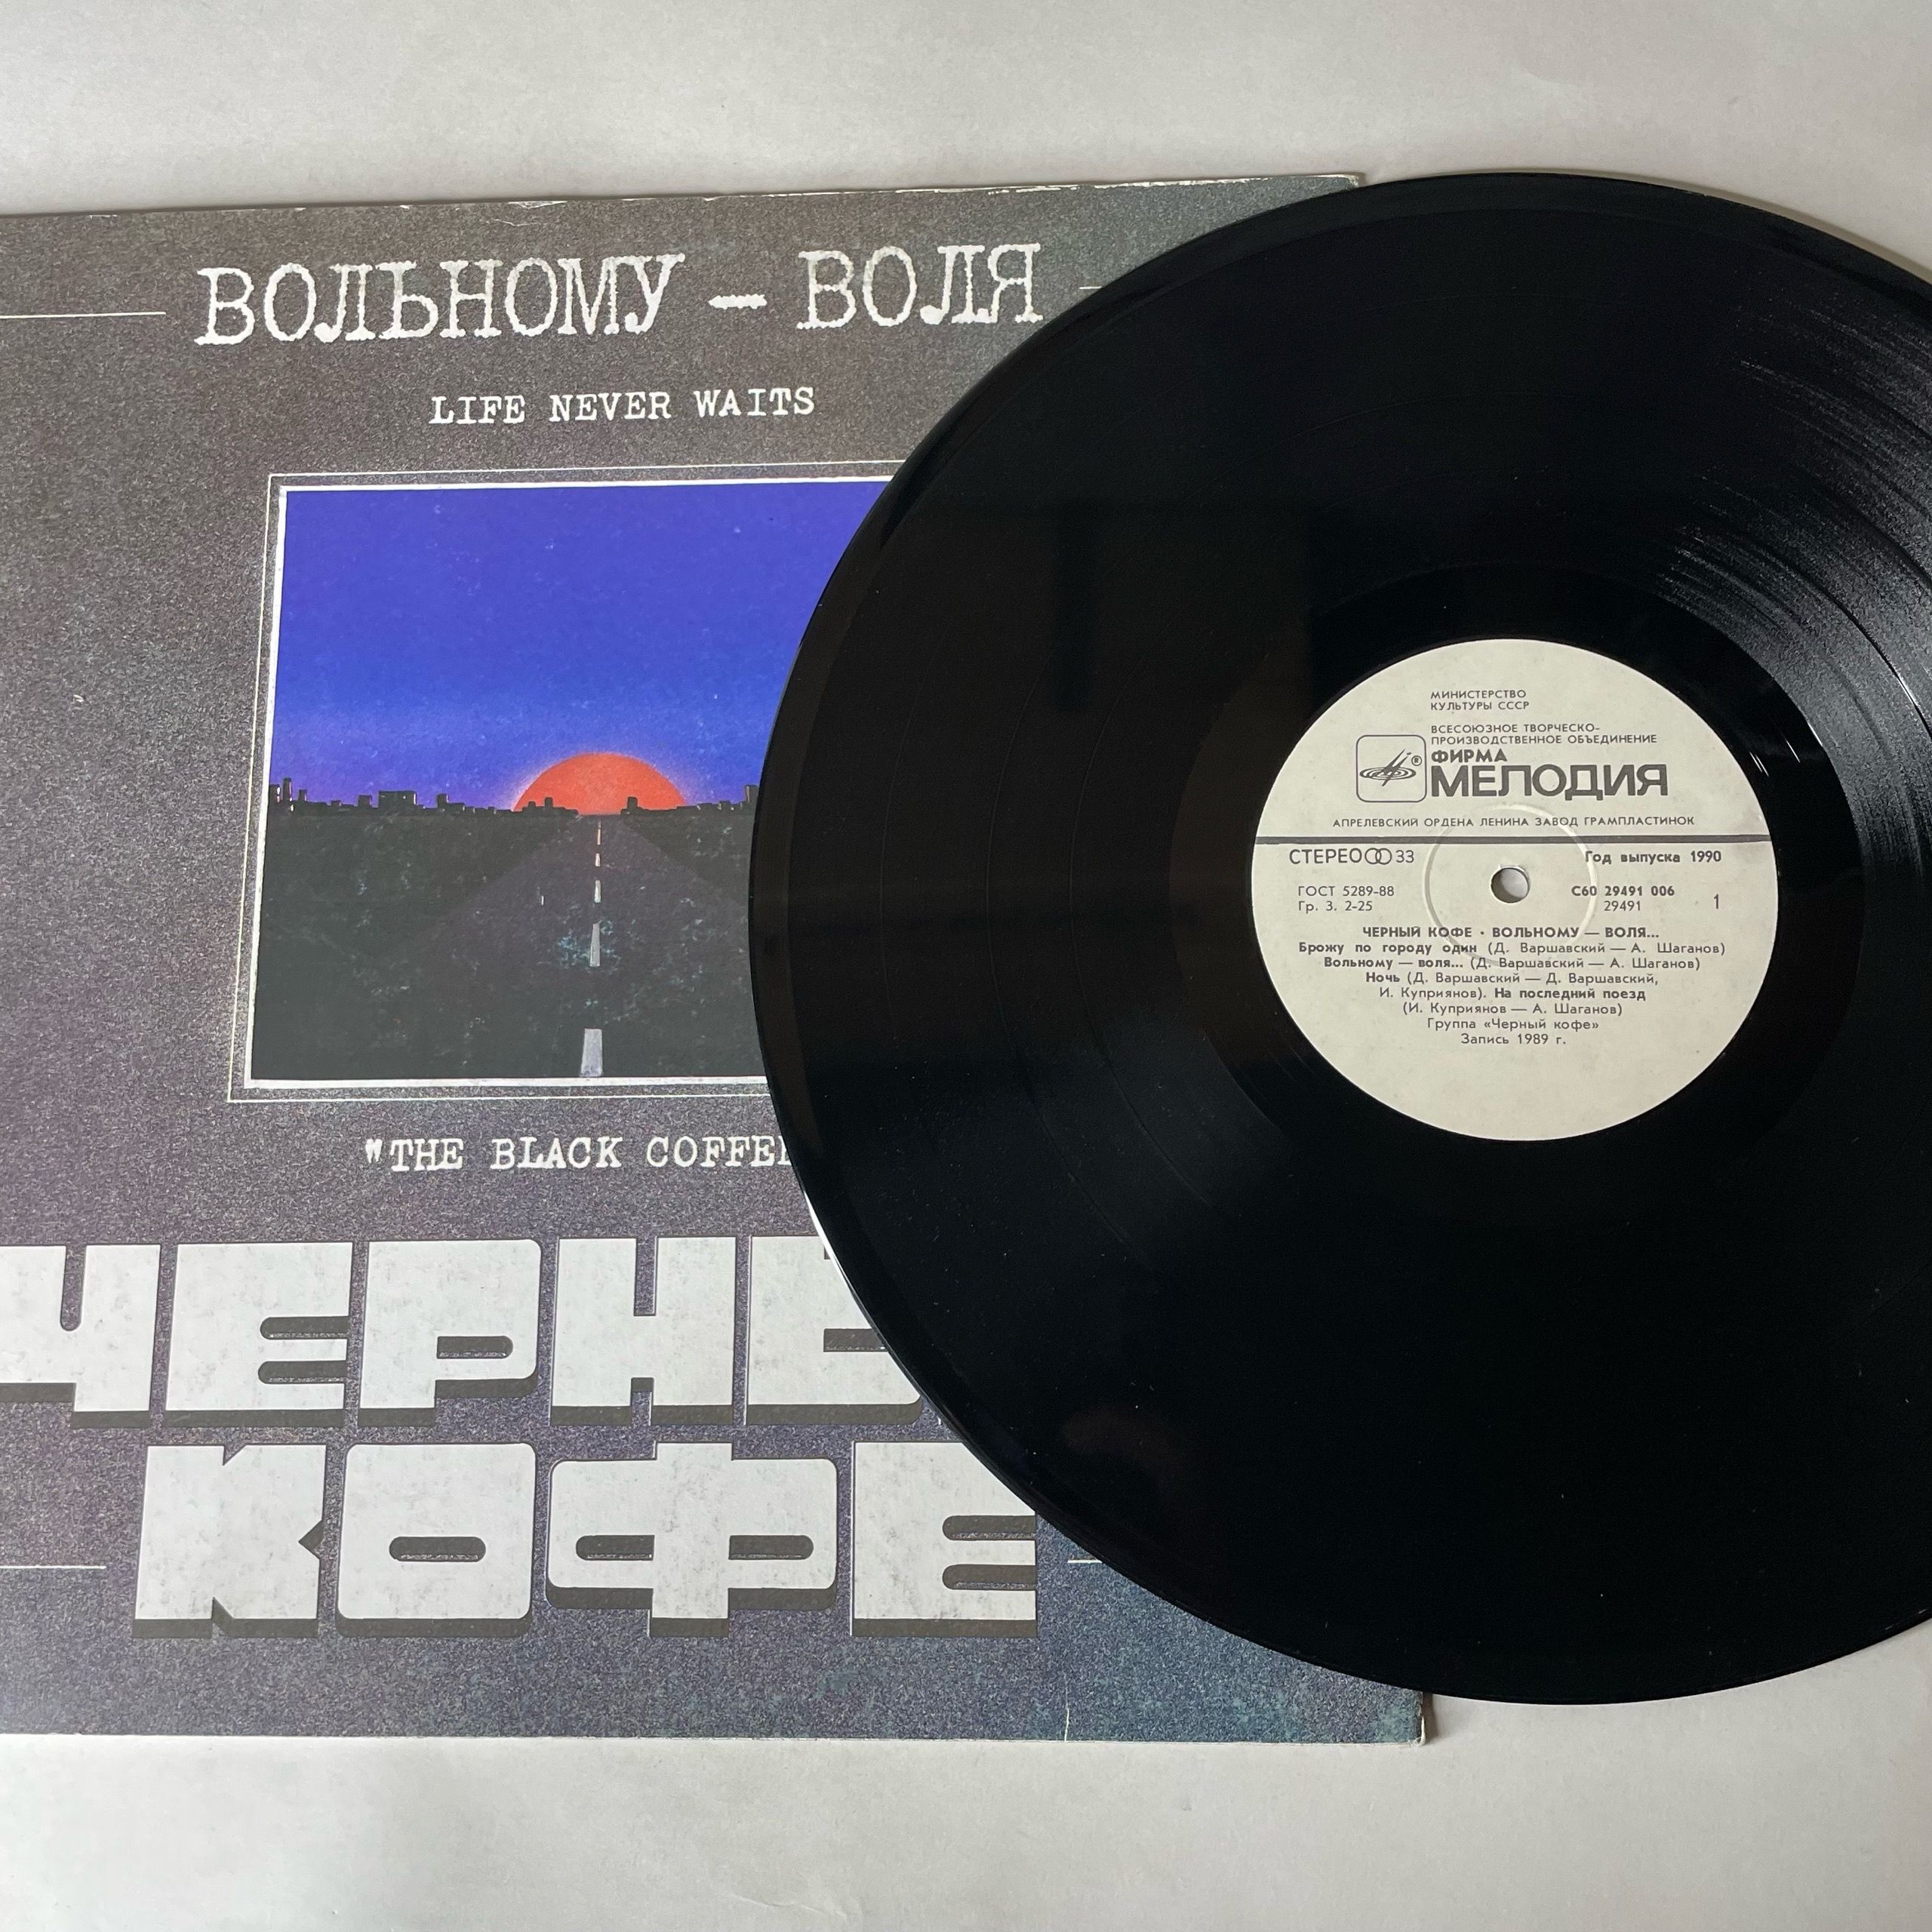 ВОЛЬНОМУ — ВОЛЯ
LIFE NEVER WAITS
"THE BLACK COFFEE
ЧЕРНЫ
КОФЕ
МИНИСТЕРСТВО
КУЛЬТУРЫ СССР
ВСЕСОЮЗНОЕ ТВОРЧЕСКО-
ПРОИЗВОДСТВЕННОЕ ОБЪЕДИНЕНИЕ
®ФИРМА
МЕЛОДИЯ
АПРЕЛЕВСКИЙ ОРДЕНА ЛЕНИНА ЗАВОД ГРАМПЛАСТИНОК
СТЕРЕО 33 Год выпуска 1990
ГОСТ 5289-88 С60 29491 006
Гр. 3. 2-25 29491 1
ЧЕРНЫЙ КОФЕ · ВОЛЬНОМУ — ВОЛЯ...
Брожу по городу один (Д. Варшавский — А. Шаганов)
Вольному — воля... (Д. Варшавский — А. Шаганов)
Ночь (Д. Варшавский — Д. Варшавский,
И. Куприянов). На последний поезд
(И. Куприянов — А. Шаганов)
Группа «Черный кофе»
Запись 1989 г.